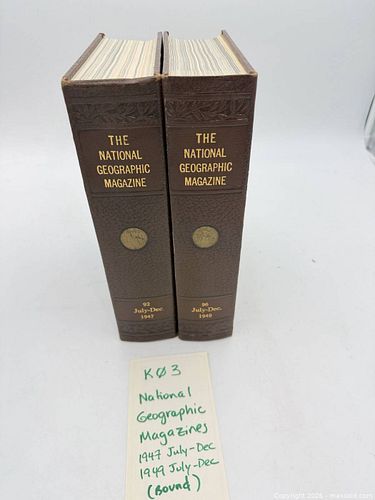 THE
NATIONAL
GEOGRAPHIC
MAGAZINE
92
July-Dec.
1947
THE
NATIONAL
GEOGRAPHIC
MAGAZINE
96
July-Dec.
1949
KØ3
National
Geographic
Magazines
1947 July-Dec
1949 July-Dec
(Bound)